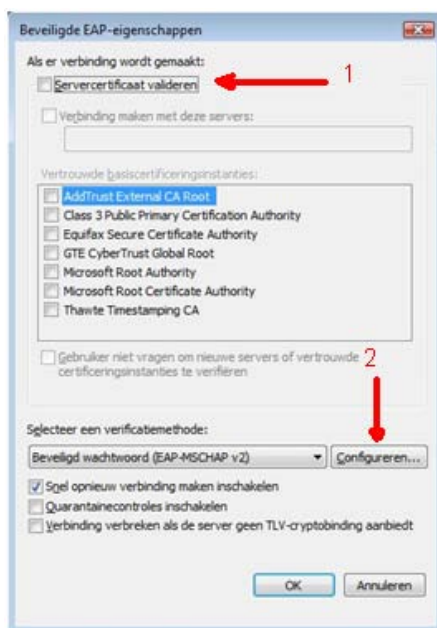 Beveiligde EAP-eigenschappen
Als er verbinding wordt gemaakt:
Servercertificaat valideren
1
Verbinding maken met deze servers:
Vertrouwde basiscertificeringsinstanties:
AddTrust External CA Root
Class 3 Public Primary Certification Authority
Equifax Secure Certificate Authority
GTE CyberTrust Global Root
Microsoft Root Authority
Microsoft Root Certificate Authority
Thawte Timestamping CA
Gebruiker niet vragen om nieuwe servers of vertrouwde
certificeringsinstanties te verifiëren
2
Selecteer een verificatiemethode:
Beveiligd wachtwoord (EAP-MSCHAP v2)
Configureren...
Snel opnieuw verbinding maken inschakelen
Quarantainecontroles inschakelen
Verbinding verbreken als de server geen TLV-cryptobinding aanbiedt
OK
Annuleren